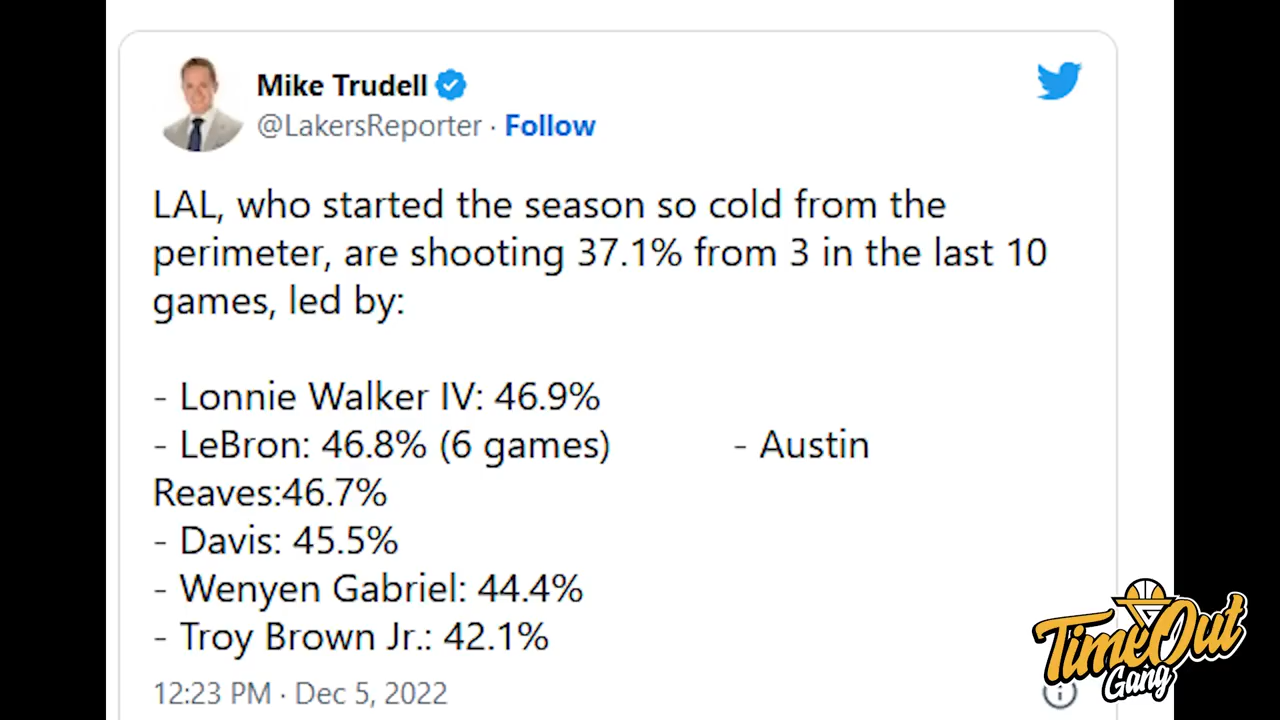 Mike Trudell
@LakersReporter · Follow
LAL, who started the season so cold from the
perimeter, are shooting 37.1% from 3 in the last 10
games, led by:
- Lonnie Walker IV: 46.9%
- LeBron: 46.8% (6 games) - Austin
Reaves:46.7%
- Davis: 45.5%
- Wenyen Gabriel: 44.4%
- Troy Brown Jr.: 42.1%
12:23 PM · Dec 5, 2022
TimeOut
Gang